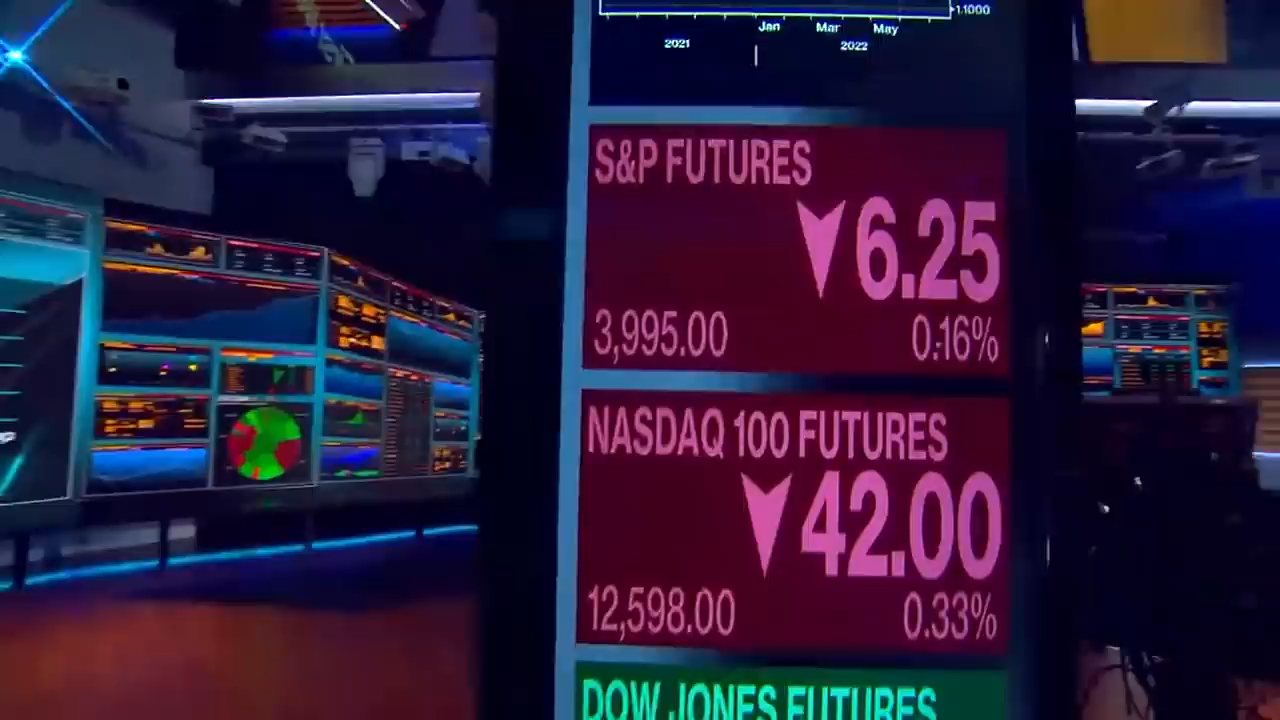 1.1000
Jan Mar May
2021 2022
S&P FUTURES
6.25
3,995.00 0.16%
NASDAQ 100 FUTURES
42.00
12,598.00 0.33%
DOW JONES FUTURES